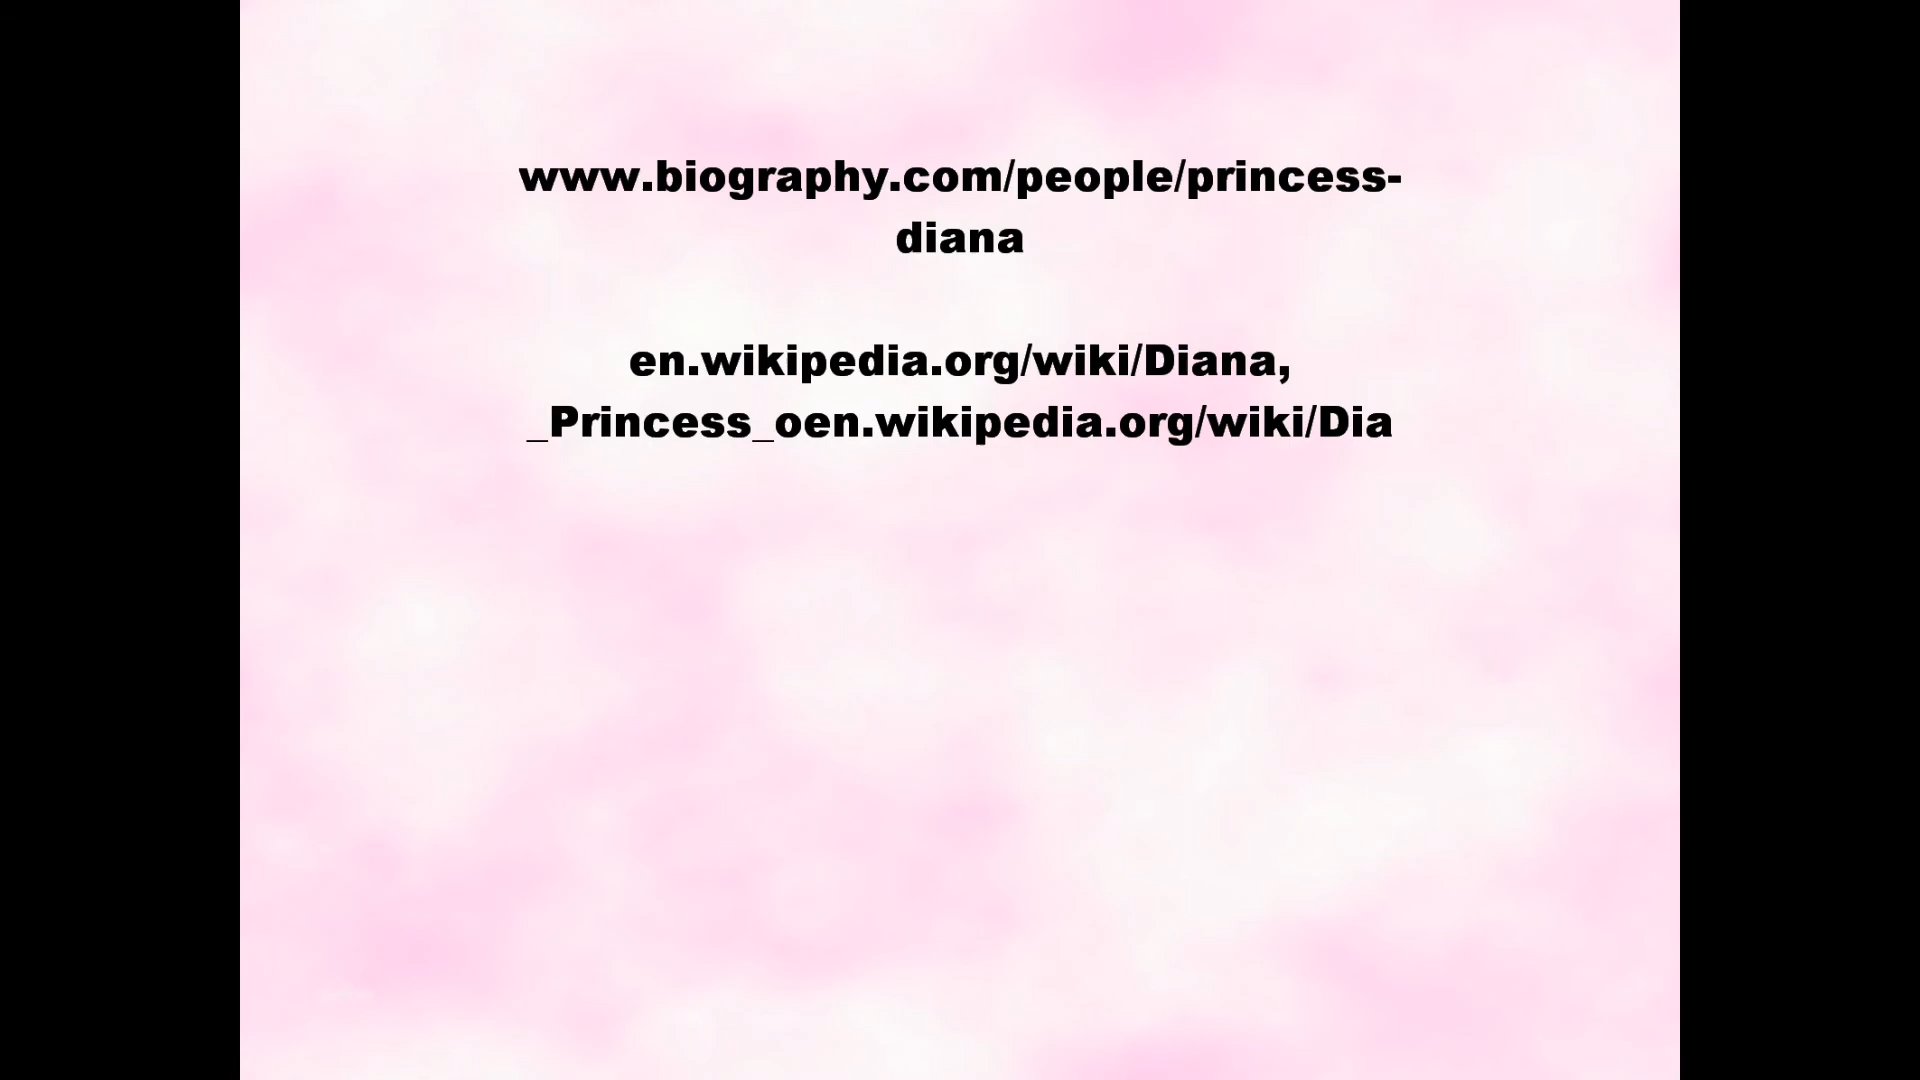 www.biography.com/people/princess-
diana
en.wikipedia.org/wiki/Diana,
_Princess_oen.wikipedia.org/wiki/Dia